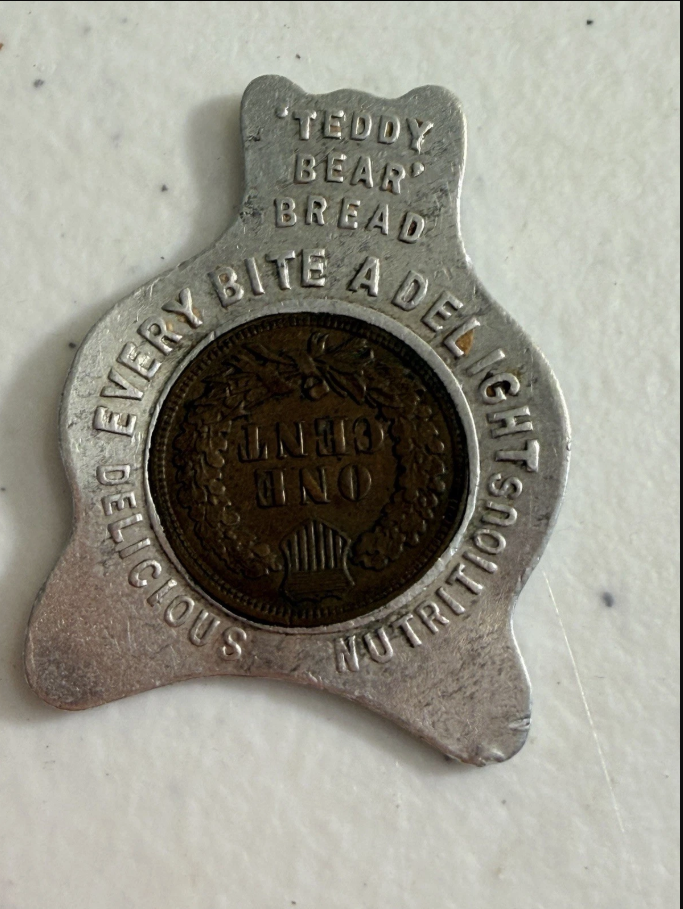 'TEDDY
BEAR'
BREAD
EVERY BITE A DELIGHT
DELICIOUS
NUTRITIOUS
ONE
CENT